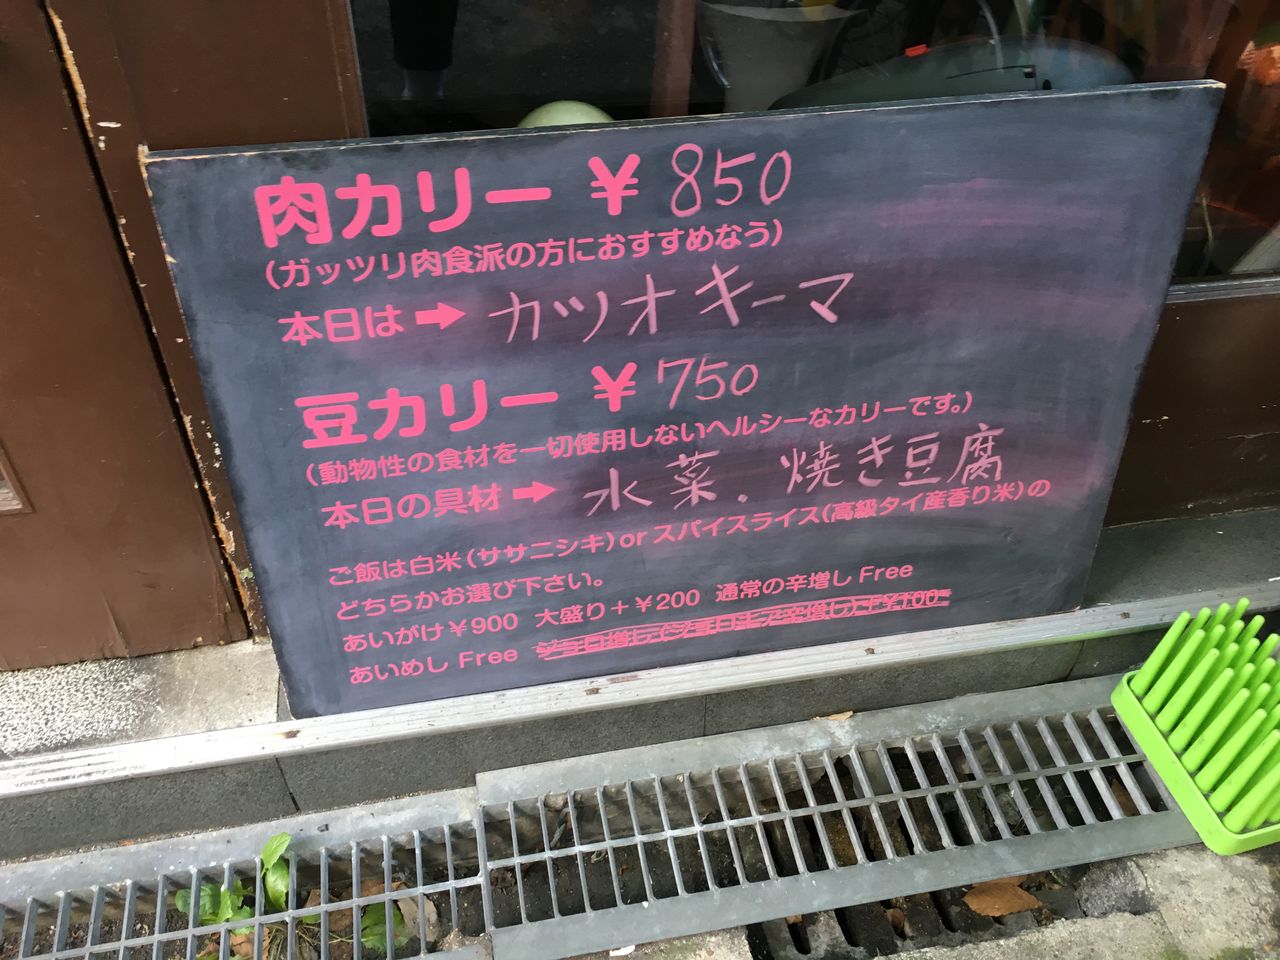 肉カリー ￥850
(ガッツリ肉食派の方におすすめなう)
本日は➡カツオキーマ
豆カリー ￥750
(動物性の食材を一切使用しないヘルシーなカリーです。)
本日の具材➡水菜.焼き豆腐
ご飯は白米(ササニシキ)orスパイスライス(高級タイ産香り米)の
どちらかお選び下さい。
あいがけ￥900 大盛り+￥200 通常の辛増し Free
あいめし Free